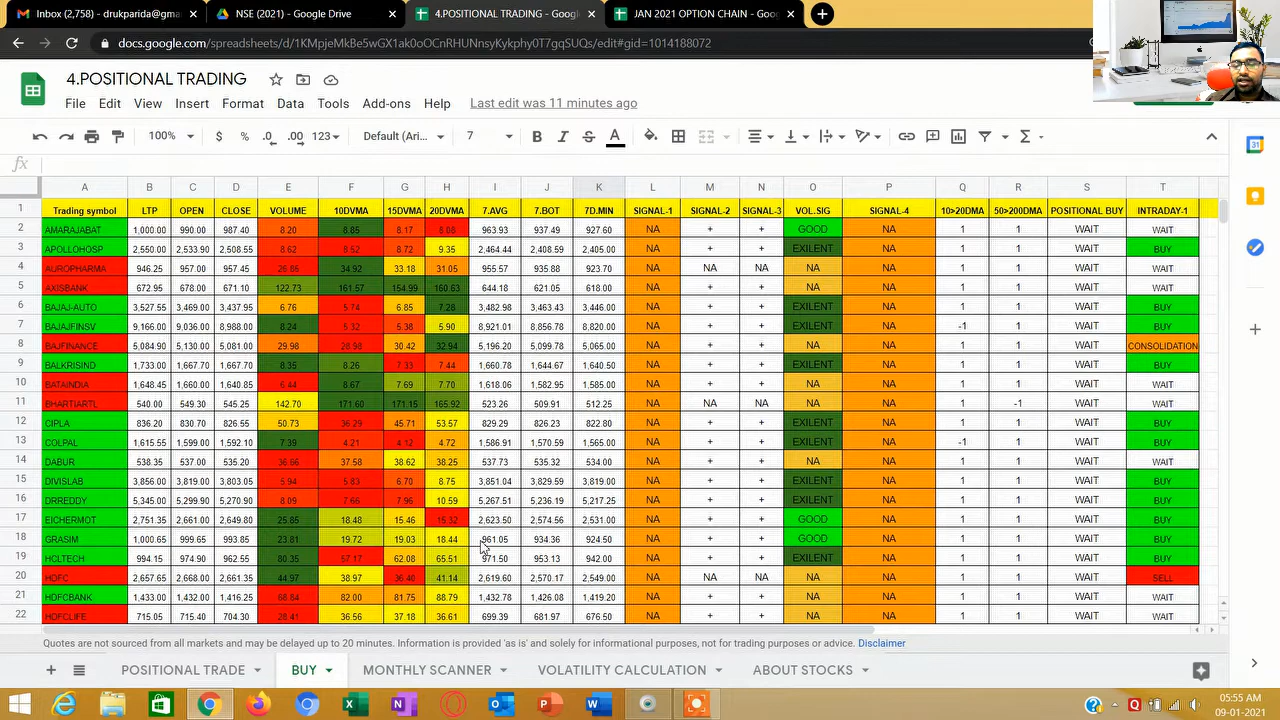 Inbox (2,758) - drukparida@gma
NSE (2021) - Google Drive
4.POSITIONAL TRADING - Google
JAN 2021 OPTION CHAIN - Google
docs.google.com/spreadsheets/d/
4.POSITIONAL TRADING
File Edit View Insert Format Data Tools Add-ons Help Last edit was 11 minutes ago
100% $ % .0 .00 123 Default (Ari... 7 B I S A Σ
fx
A B C D E F G H I J K L M N O P Q R S T
1 Trading symbol LTP OPEN CLOSE VOLUME 10DVMA 15DVMA 20DVMA 7.AVG 7.BOT 7D.MIN SIGNAL-1 SIGNAL-2 SIGNAL-3 VOL.SIG SIGNAL-4 10>20DMA 50>200DMA POSITIONAL BUY INTRADAY-1
2 AMARAJABAT 1,000.00 990.00 987.40 8.20 8.85 8.17 8.08 963.93 937.49 927.60 NA + + GOOD NA 1 1 WAIT WAIT
3 APOLLOHOSP 2,550.00 2,533.90 2,508.55 8.62 8.52 8.72 9.35 2,4 2.44 2,408.59 2,405.00 NA + + EXILENT NA 1 1 WAIT BUY
4 AUROPHARMA 946.25 957.00 957.45 26.86 34.92 33.18 31.05 955.57 935.88 923.70 NA NA NA NA NA 1 1 WAIT WAIT
5 AXISBANK 672.95 678.00 671.10 122.73 161.57 154.99 160.63 644.18 621.05 618.00 NA + + NA NA 1 1 WAIT WAIT
6 BAJAJ-AUTO 3,527.55 3,469.00 3,437.95 6.76 5.74 6.85 7.28 3,482.98 3,463.43 3,446.00 NA + + EXILENT NA 1 1 WAIT BUY
7 BAJAJFINSV 9,166.00 9,036.00 8,988.00 8.24 5.32 5.38 5.90 8,921.01 8,856.78 8,820.00 NA + + EXILENT NA -1 1 WAIT BUY
8 BAJFINANCE 5,084.90 5,130.00 5,081.00 29.98 28.98 30.42 32.94 5,195.20 5,099.78 5,065.00 NA + + NA NA 1 1 WAIT CONSOLIDATION
9 BALKRISIND 1,733.00 1,667.70 1,667.70 8.35 8.26 7.33 7.44 1,660.78 1,644.67 1,640.50 NA + + EXILENT NA 1 1 WAIT BUY
10 BATAINDIA 1,648.45 1,660.00 1,640.85 6.44 8.67 7.69 7.70 1,618.08 1,582.95 1,585.00 NA + + NA NA 1 1 WAIT WAIT
11 BHARTIARTL 540.00 549.30 545.25 142.70 171.60 171.15 165.92 509.91 512.25 NA NA NA NA NA 1 -1 WAIT WAIT
12 CIPLA 836.20 830.70 826.55 50.73 36.29 45.71 53.57 829.29 826.23 822.80 NA + + EXILENT NA 1 1 WAIT BUY
13 COLPAL 1,615.55 1,599.00 1,592.10 7.39 4.21 4.12 4.72 1,586.91 1,570.59 1,565.00 NA + + EXILENT NA -1 1 WAIT BUY
14 DABUR 538.35 537.00 535.20 36.66 37.58 38.62 38.25 537.73 535.32 534.00 NA + + NA NA 1 1 WAIT WAIT
15 DIVISLAB 3,856.00 3,819.00 3,803.05 5.94 5.83 6.70 8.75 3,829.59 3,819.00 NA + + EXILENT NA 1 1 WAIT BUY
16 DRREDDY 5,345.00 5,299.90 5,270.90 8.09 7.66 7.96 10.59 5,236.19 5,217.25 NA + + EXILENT NA 1 1 WAIT BUY
17 EICHERMOT 2,751.35 2,661.00 2,649.80 25.85 18.48 15.46 15.32 2,623.50 2,574.56 2,531.00 NA + + GOOD NA 1 1 WAIT BUY
18 GRASIM 1,000.65 999.65 993.85 23.81 19.72 19.03 18.44 61.05 934.36 924.50 NA + + GOOD NA 1 1 WAIT BUY
19 HCLTECH 994.15 974.90 962.55 80.35 57.17 62.08 65.51 953.13 942.00 NA + + EXILENT NA 1 1 WAIT BUY
20 HDFC 2,657.65 2,668.00 2,661.35 44.97 38.97 36.40 41.14 2,619.60 2,570.17 2,549.00 NA NA NA NA NA 1 1 WAIT SELL
21 HDFCBANK 1,433.00 1,432.00 1,416.25 68.84 82.00 81.75 88.79 1,432.78 1,426.08 1,419.20 NA + + NA NA 1 1 WAIT WAIT
22 HDFCLIFE 715.05 715.40 704.30 28.41 36.56 37.18 36.61 699.39 681.97 676.50 NA + + NA NA 1 1 WAIT WAIT
Quotes are not sourced from all markets and may be delayed up to 20 minutes. Information is provided 'as is' and solely for informational purposes, not for trading purposes or advice. Disclaimer
POSITIONAL TRADE BUY MONTHLY SCANNER VOLATILITY CALCULATION ABOUT STOCKS
05:55 AM
09-01-2021